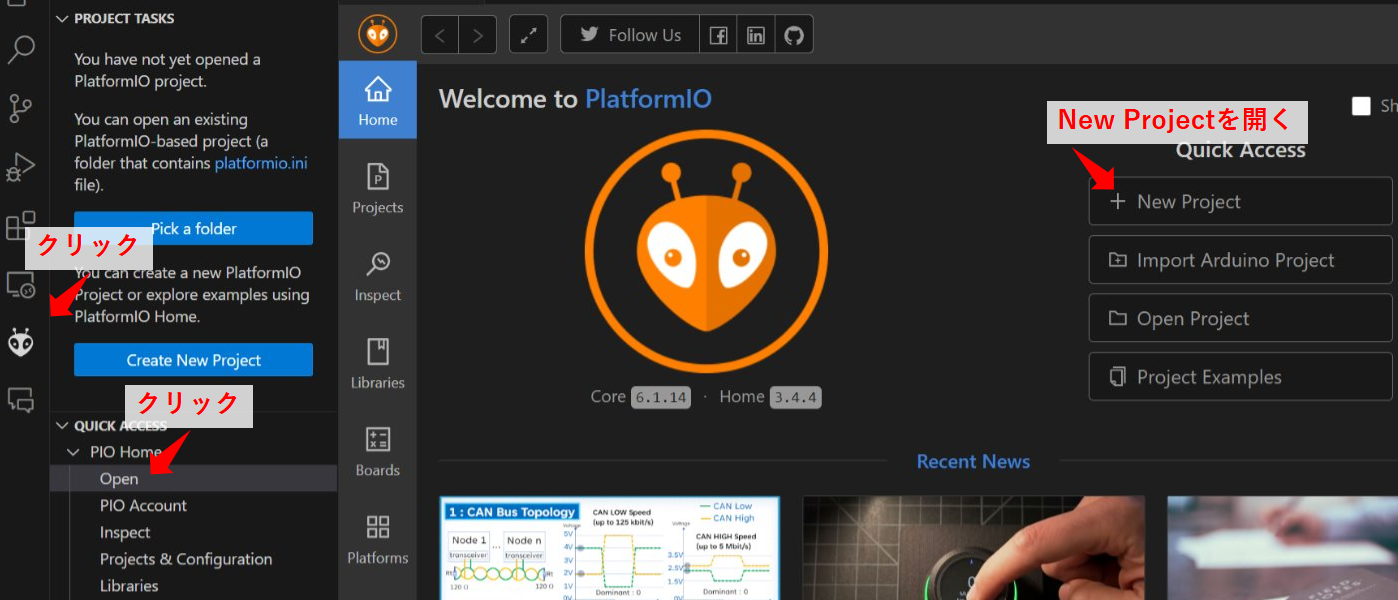 PROJECT TASKS
You have not yet opened a
PlatformIO project.
You can open an existing
PlatformIO-based project (a
folder that contains platformio.ini
file).
Pick a folder
クリック
You can create a new PlatformIO
Project or explore examples using
PlatformIO Home.
Create New Project
クリック
QUICK ACCESS
PIO Home
Open
PIO Account
Inspect
Projects & Configuration
Libraries
Home
Projects
Inspect
Libraries
Boards
Platforms
Follow Us
Welcome to PlatformIO
Core 6.1.14 · Home 3.4.4
Sh
New Projectを開く
Quick Access
New Project
Import Arduino Project
Open Project
Project Examples
Recent News
1 : CAN Bus Topology
Node 1 ... Node n
transceiver transceiver
120 Ω 120 Ω
CAN LOW Speed
(up to 125 kbit/s)
Voltage
5V
4V
3V
2V
1V
0V
Dominant : 0
CAN Low
CAN High
CAN HIGH Speed
(up to 5 Mbit/s)
Voltage
3.5V
2.5V
1.5V
Dominant : 0